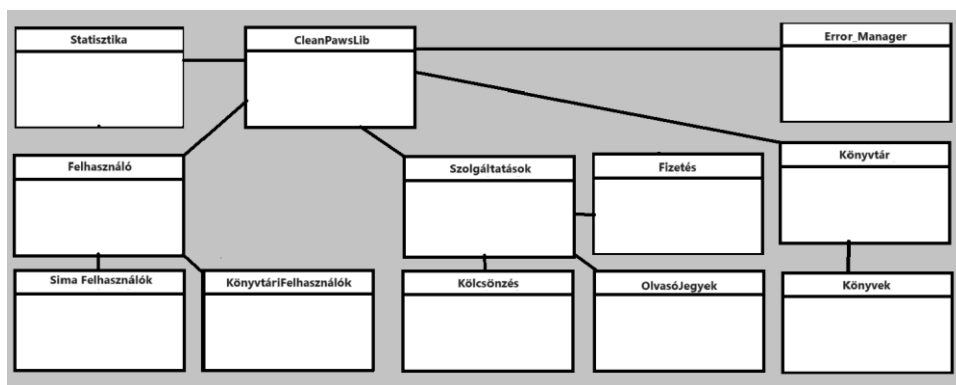 Statisztika
CleanPawsLib
Error_Manager
Felhasználó
Szolgáltatások
Fizetés
Könyvtár
Sima Felhasználók
KönyvtáriFelhasználók
Kölcsönzés
OlvasóJegyek
Könyvek